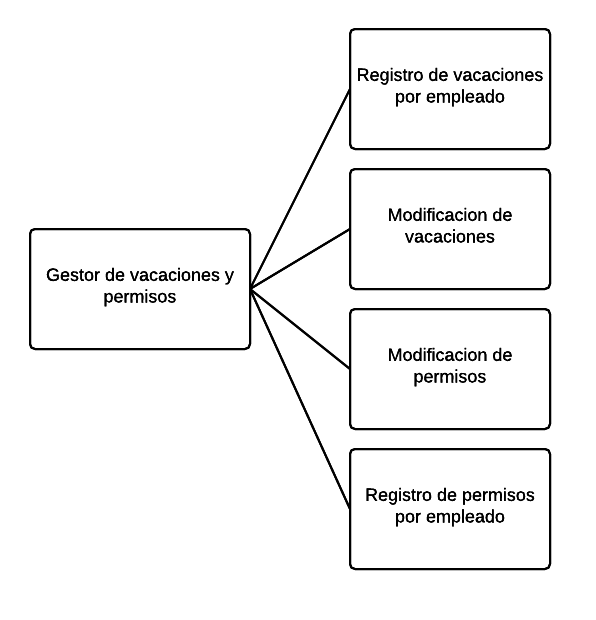 Registro de vacaciones
por empleado
Modificacion de
vacaciones
Gestor de vacaciones y
permisos
Modificacion de
permisos
Registro de permisos
por empleado